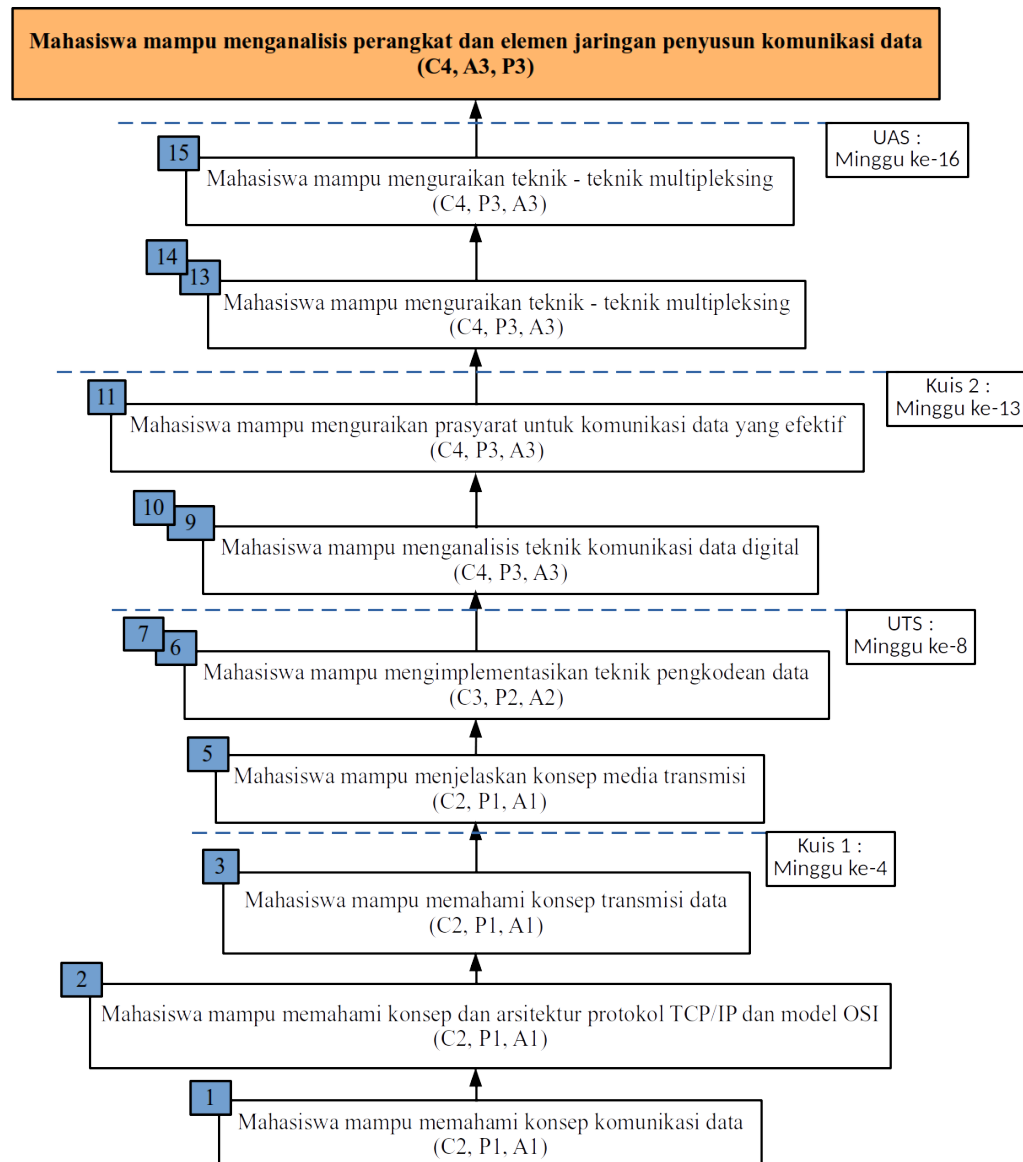 Mahasiswa mampu menganalisis perangkat dan elemen jaringan penyusun komunikasi data
(C4, A3, P3)
UAS :
Minggu ke-16
15
Mahasiswa mampu menguraikan teknik - teknik multipleksing
(C4, P3, A3)
14
13
Mahasiswa mampu menguraikan teknik - teknik multipleksing
(C4, P3, A3)
Kuis 2 :
Minggu ke-13
11
Mahasiswa mampu menguraikan prasyarat untuk komunikasi data yang efektif
(C4, P3, A3)
10
9
Mahasiswa mampu menganalisis teknik komunikasi data digital
(C4, P3, A3)
UTS :
Minggu ke-8
7
6
Mahasiswa mampu mengimplementasikan teknik pengkodean data
(C3, P2, A2)
5
Mahasiswa mampu menjelaskan konsep media transmisi
(C2, P1, A1)
Kuis 1 :
Minggu ke-4
3
Mahasiswa mampu memahami konsep transmisi data
(C2, P1, A1)
2
Mahasiswa mampu memahami konsep dan arsitektur protokol TCP/IP dan model OSI
(C2, P1, A1)
1
Mahasiswa mampu memahami konsep komunikasi data
(C2, P1, A1)